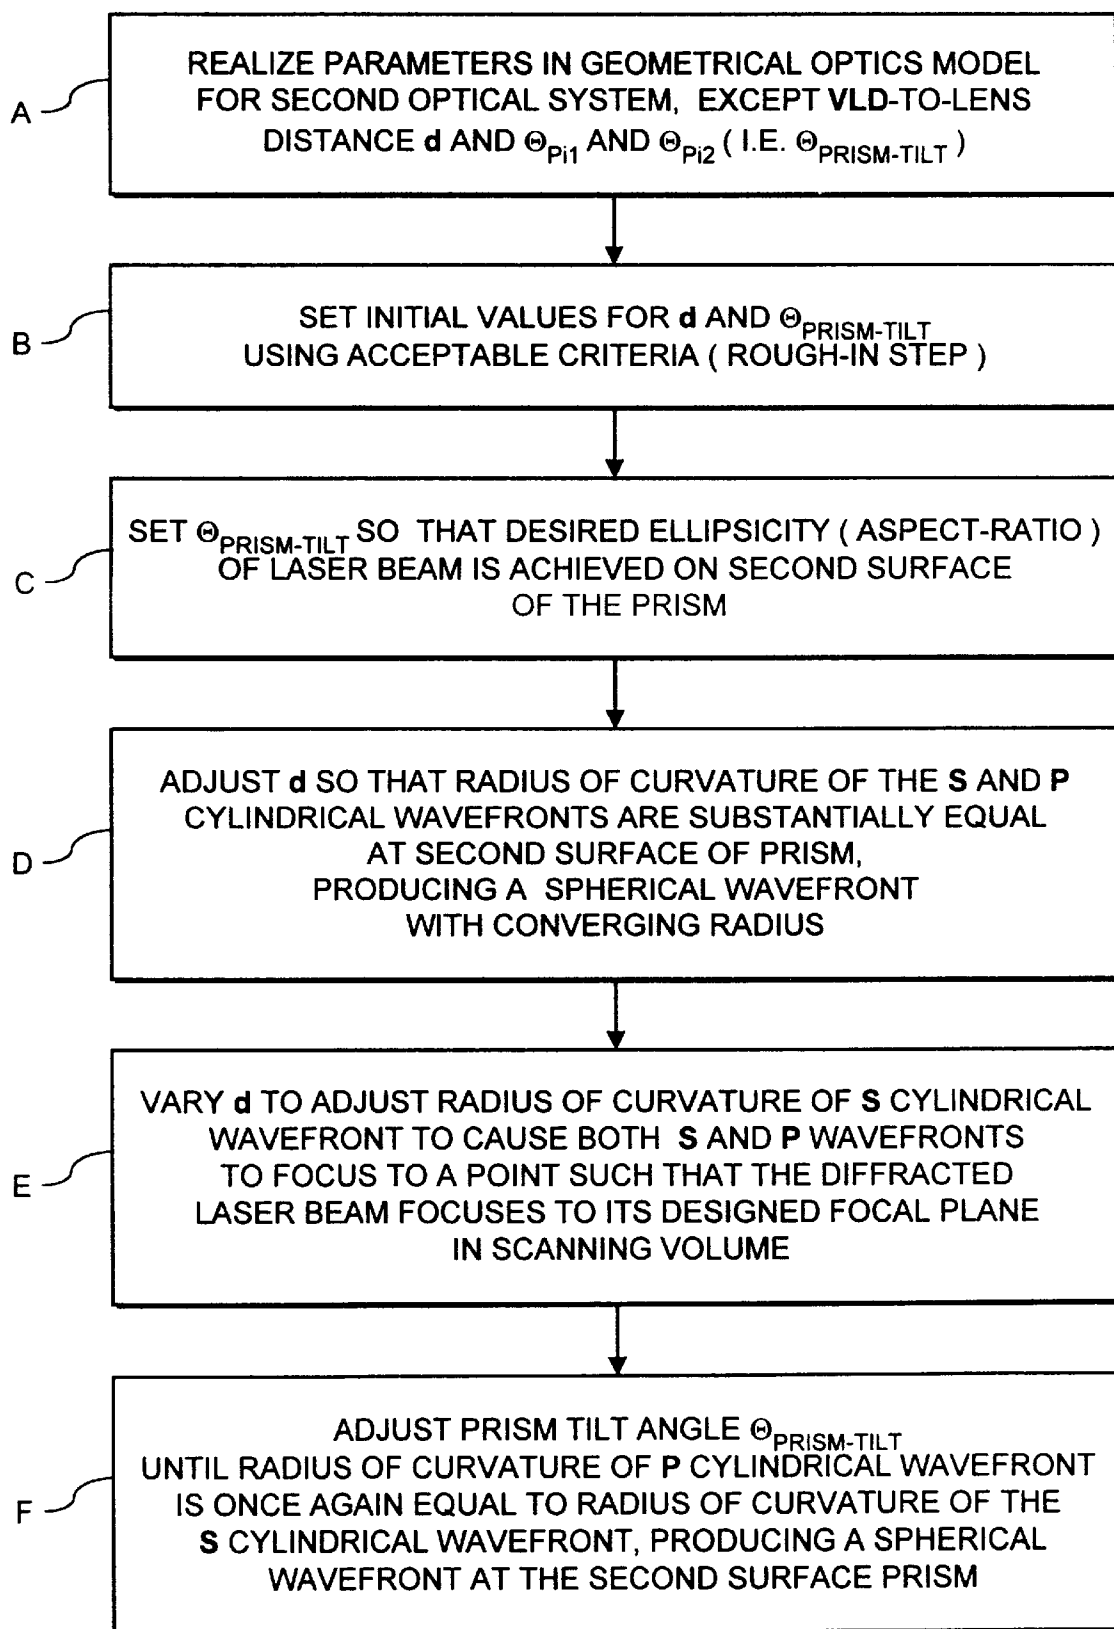 A
REALIZE PARAMETERS IN GEOMETRICAL OPTICS MODEL
FOR SECOND OPTICAL SYSTEM, EXCEPT VLD-TO-LENS
DISTANCE d AND ΘPi1 AND ΘPi2 ( I.E. ΘPRISM-TILT )
B
SET INITIAL VALUES FOR d AND ΘPRISM-TILT
USING ACCEPTABLE CRITERIA ( ROUGH-IN STEP )
C
SET ΘPRISM-TILT SO THAT DESIRED ELLIPSICITY ( ASPECT-RATIO )
OF LASER BEAM IS ACHIEVED ON SECOND SURFACE
OF THE PRISM
D
ADJUST d SO THAT RADIUS OF CURVATURE OF THE S AND P
CYLINDRICAL WAVEFRONTS ARE SUBSTANTIALLY EQUAL
AT SECOND SURFACE OF PRISM,
PRODUCING A SPHERICAL WAVEFRONT
WITH CONVERGING RADIUS
E
VARY d TO ADJUST RADIUS OF CURVATURE OF S CYLINDRICAL
WAVEFRONT TO CAUSE BOTH S AND P WAVEFRONTS
TO FOCUS TO A POINT SUCH THAT THE DIFFRACTED
LASER BEAM FOCUSES TO ITS DESIGNED FOCAL PLANE
IN SCANNING VOLUME
F
ADJUST PRISM TILT ANGLE ΘPRISM-TILT
UNTIL RADIUS OF CURVATURE OF P CYLINDRICAL WAVEFRONT
IS ONCE AGAIN EQUAL TO RADIUS OF CURVATURE OF THE
S CYLINDRICAL WAVEFRONT, PRODUCING A SPHERICAL
WAVEFRONT AT THE SECOND SURFACE PRISM